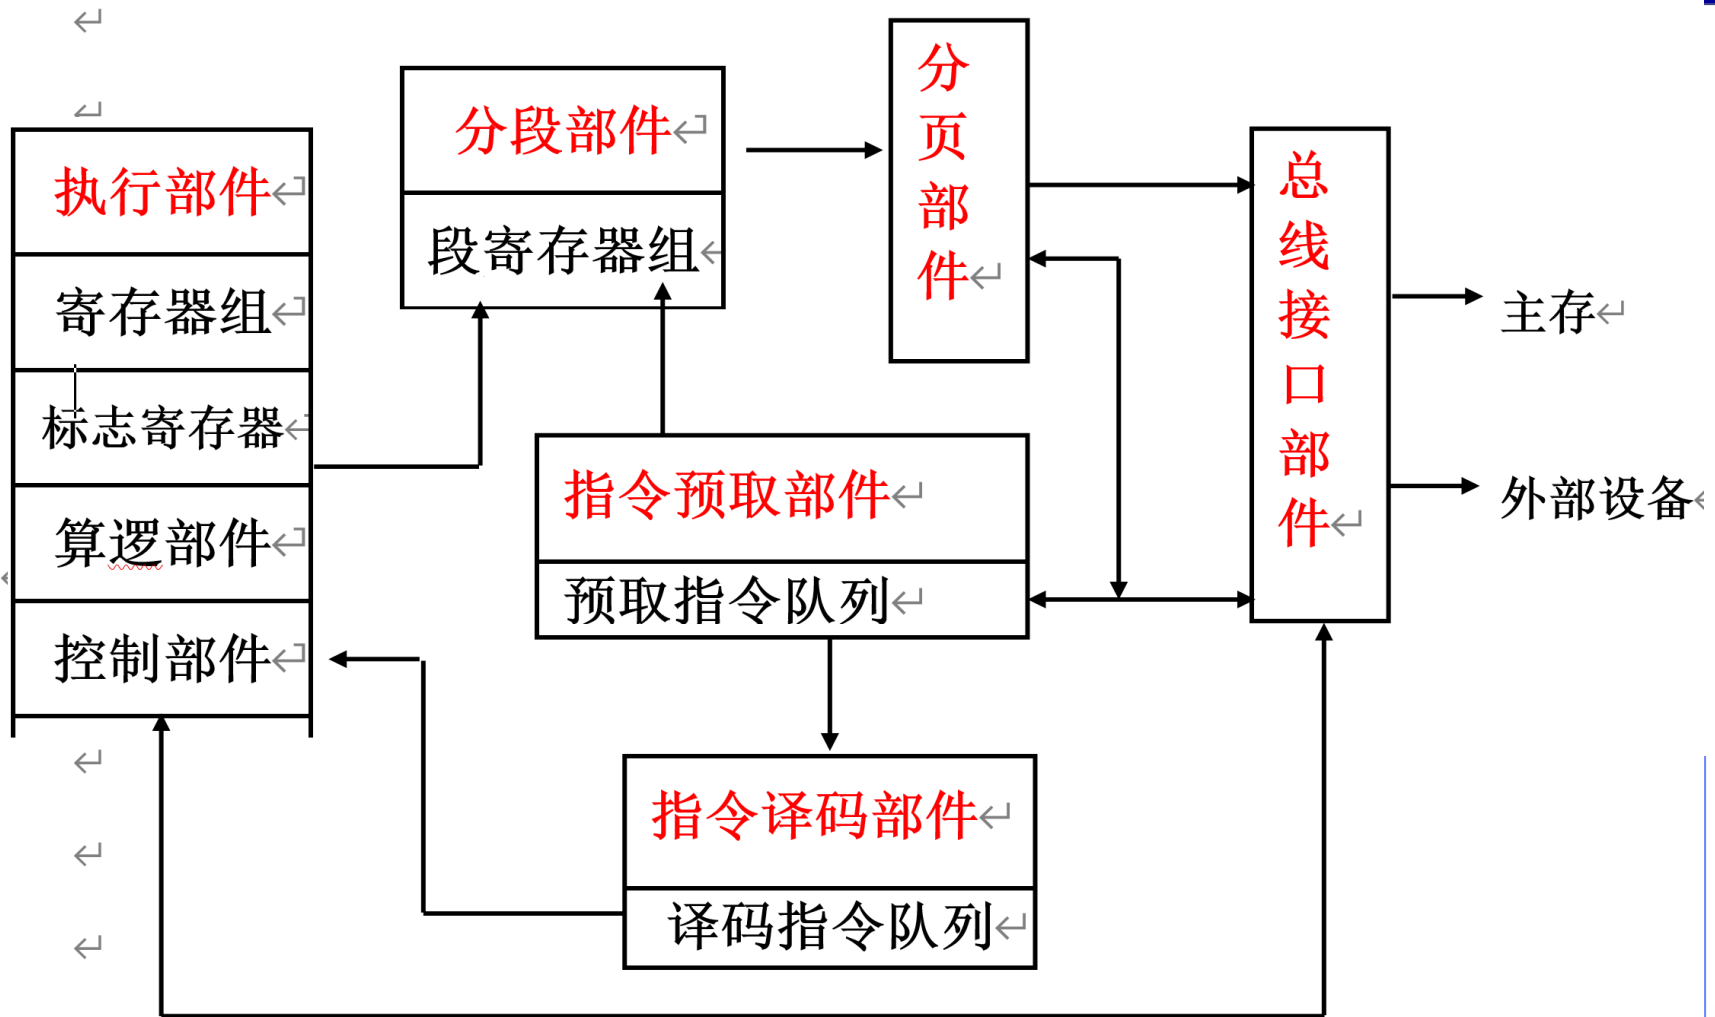 执行部件
寄存器组
标志寄存器
算逻部件
控制部件
分段部件
段寄存器组
分页部件
指令预取部件
预取指令队列
指令译码部件
译码指令队列
总线接口部件
主存
外部设备